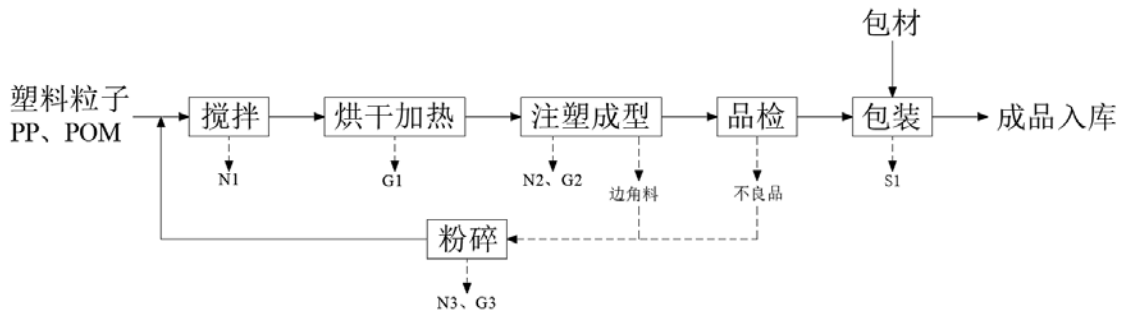 包材
塑料粒子
PP、POM
搅拌
烘干加热
注塑成型
品检
包装
成品入库
N1
G1
N2、G2
边角料
不良品
S1
粉碎
N3、G3